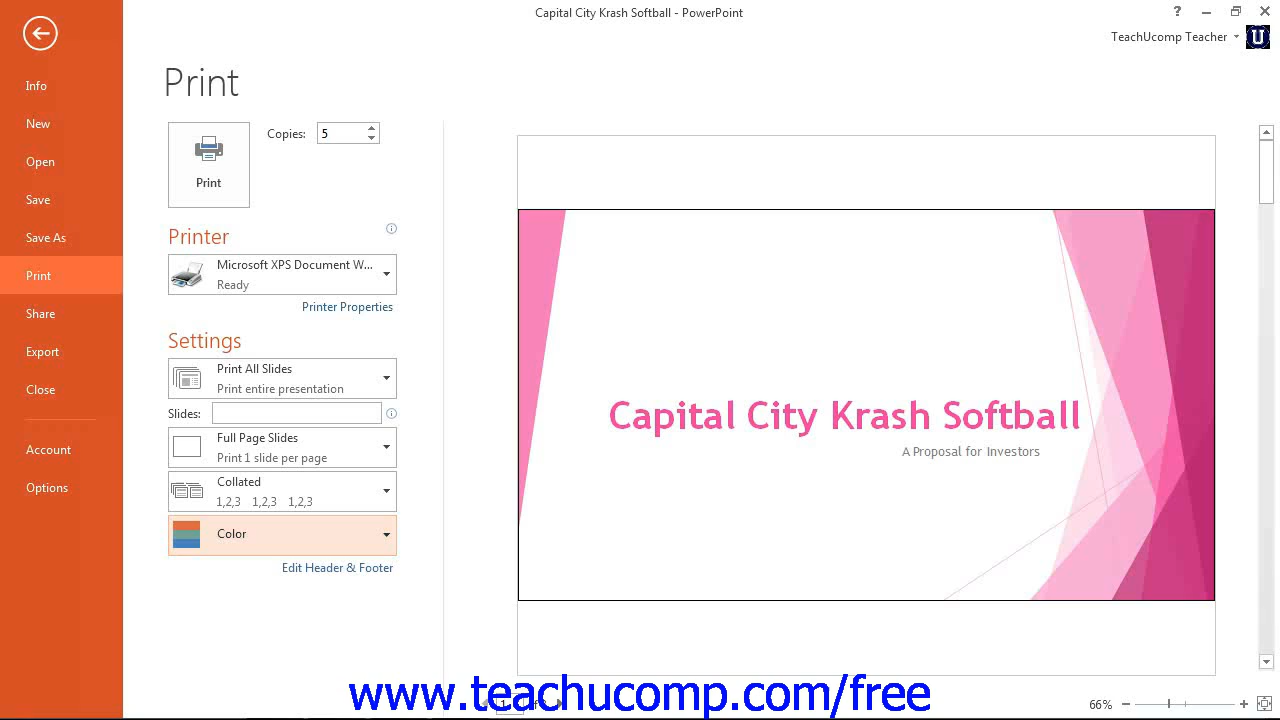 Capital City Krash Softball - PowerPoint
?
TeachUcomp Teacher
U
Info
New
Open
Save
Save As
Print
Share
Export
Close
Account
Options
Print
Copies: 5
Print
Printer
Microsoft XPS Document W...
Ready
Printer Properties
Settings
Print All Slides
Print entire presentation
Slides:
Full Page Slides
Print 1 slide per page
Collated
1,2,3 1,2,3 1,2,3
Color
Edit Header & Footer
Capital City Krash Softball
A Proposal for Investors
www.teachucomp.com/free
66%